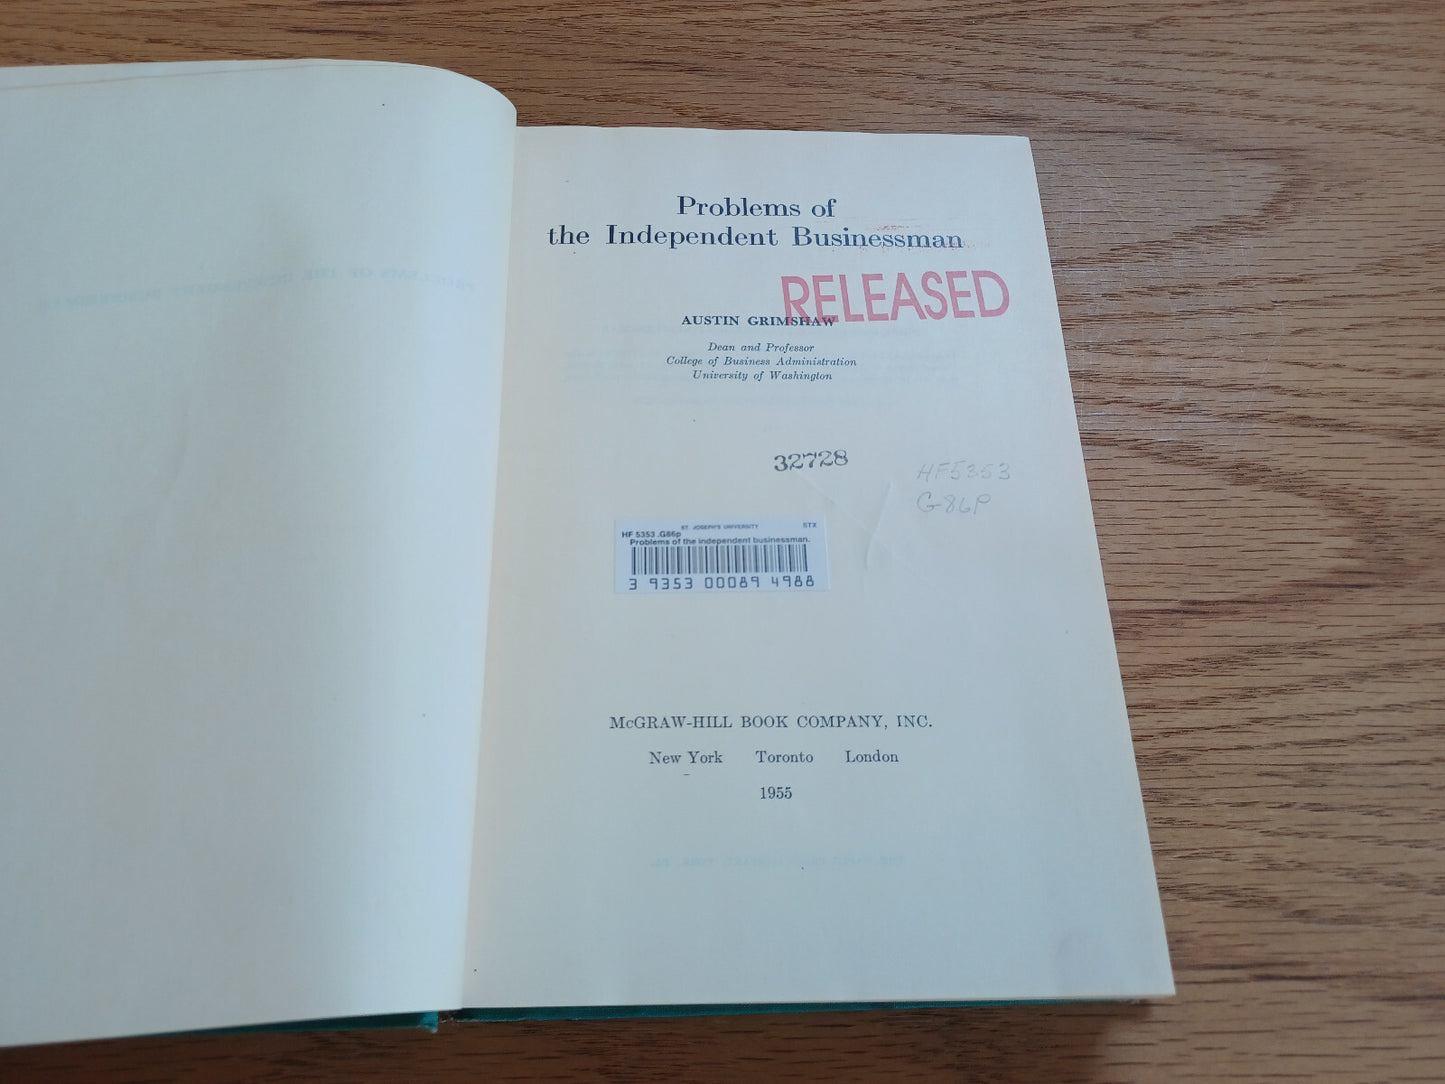 Problems of
the Independent Businessman
RELEASED
AUSTIN GRIMSHAW
Dean and Professor
College of Business Administration
University of Washington
32728
HF5353
G86P
ST. JOSEPH'S UNIVERSITY STX
HF 5353 .G86p
Problems of the independent businessman.
3 9353 00089 4988
McGRAW-HILL BOOK COMPANY, INC.
New York Toronto London
1955